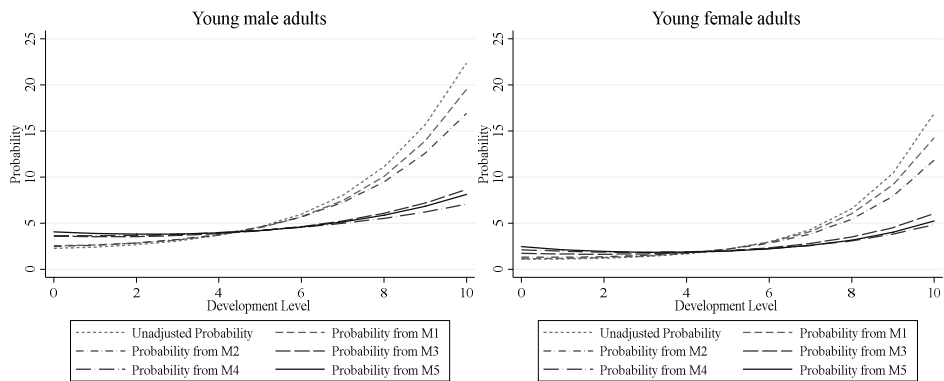 Young male adults
25
20
15
10
5
0
Probability
0 2 4 6 8 10
Development Level
Unadjusted Probability Probability from M1
Probability from M2 Probability from M3
Probability from M4 Probability from M5
Young female adults
25
20
15
10
5
0
Probability
0 2 4 6 8 10
Development Level
Unadjusted Probability Probability from M1
Probability from M2 Probability from M3
Probability from M4 Probability from M5